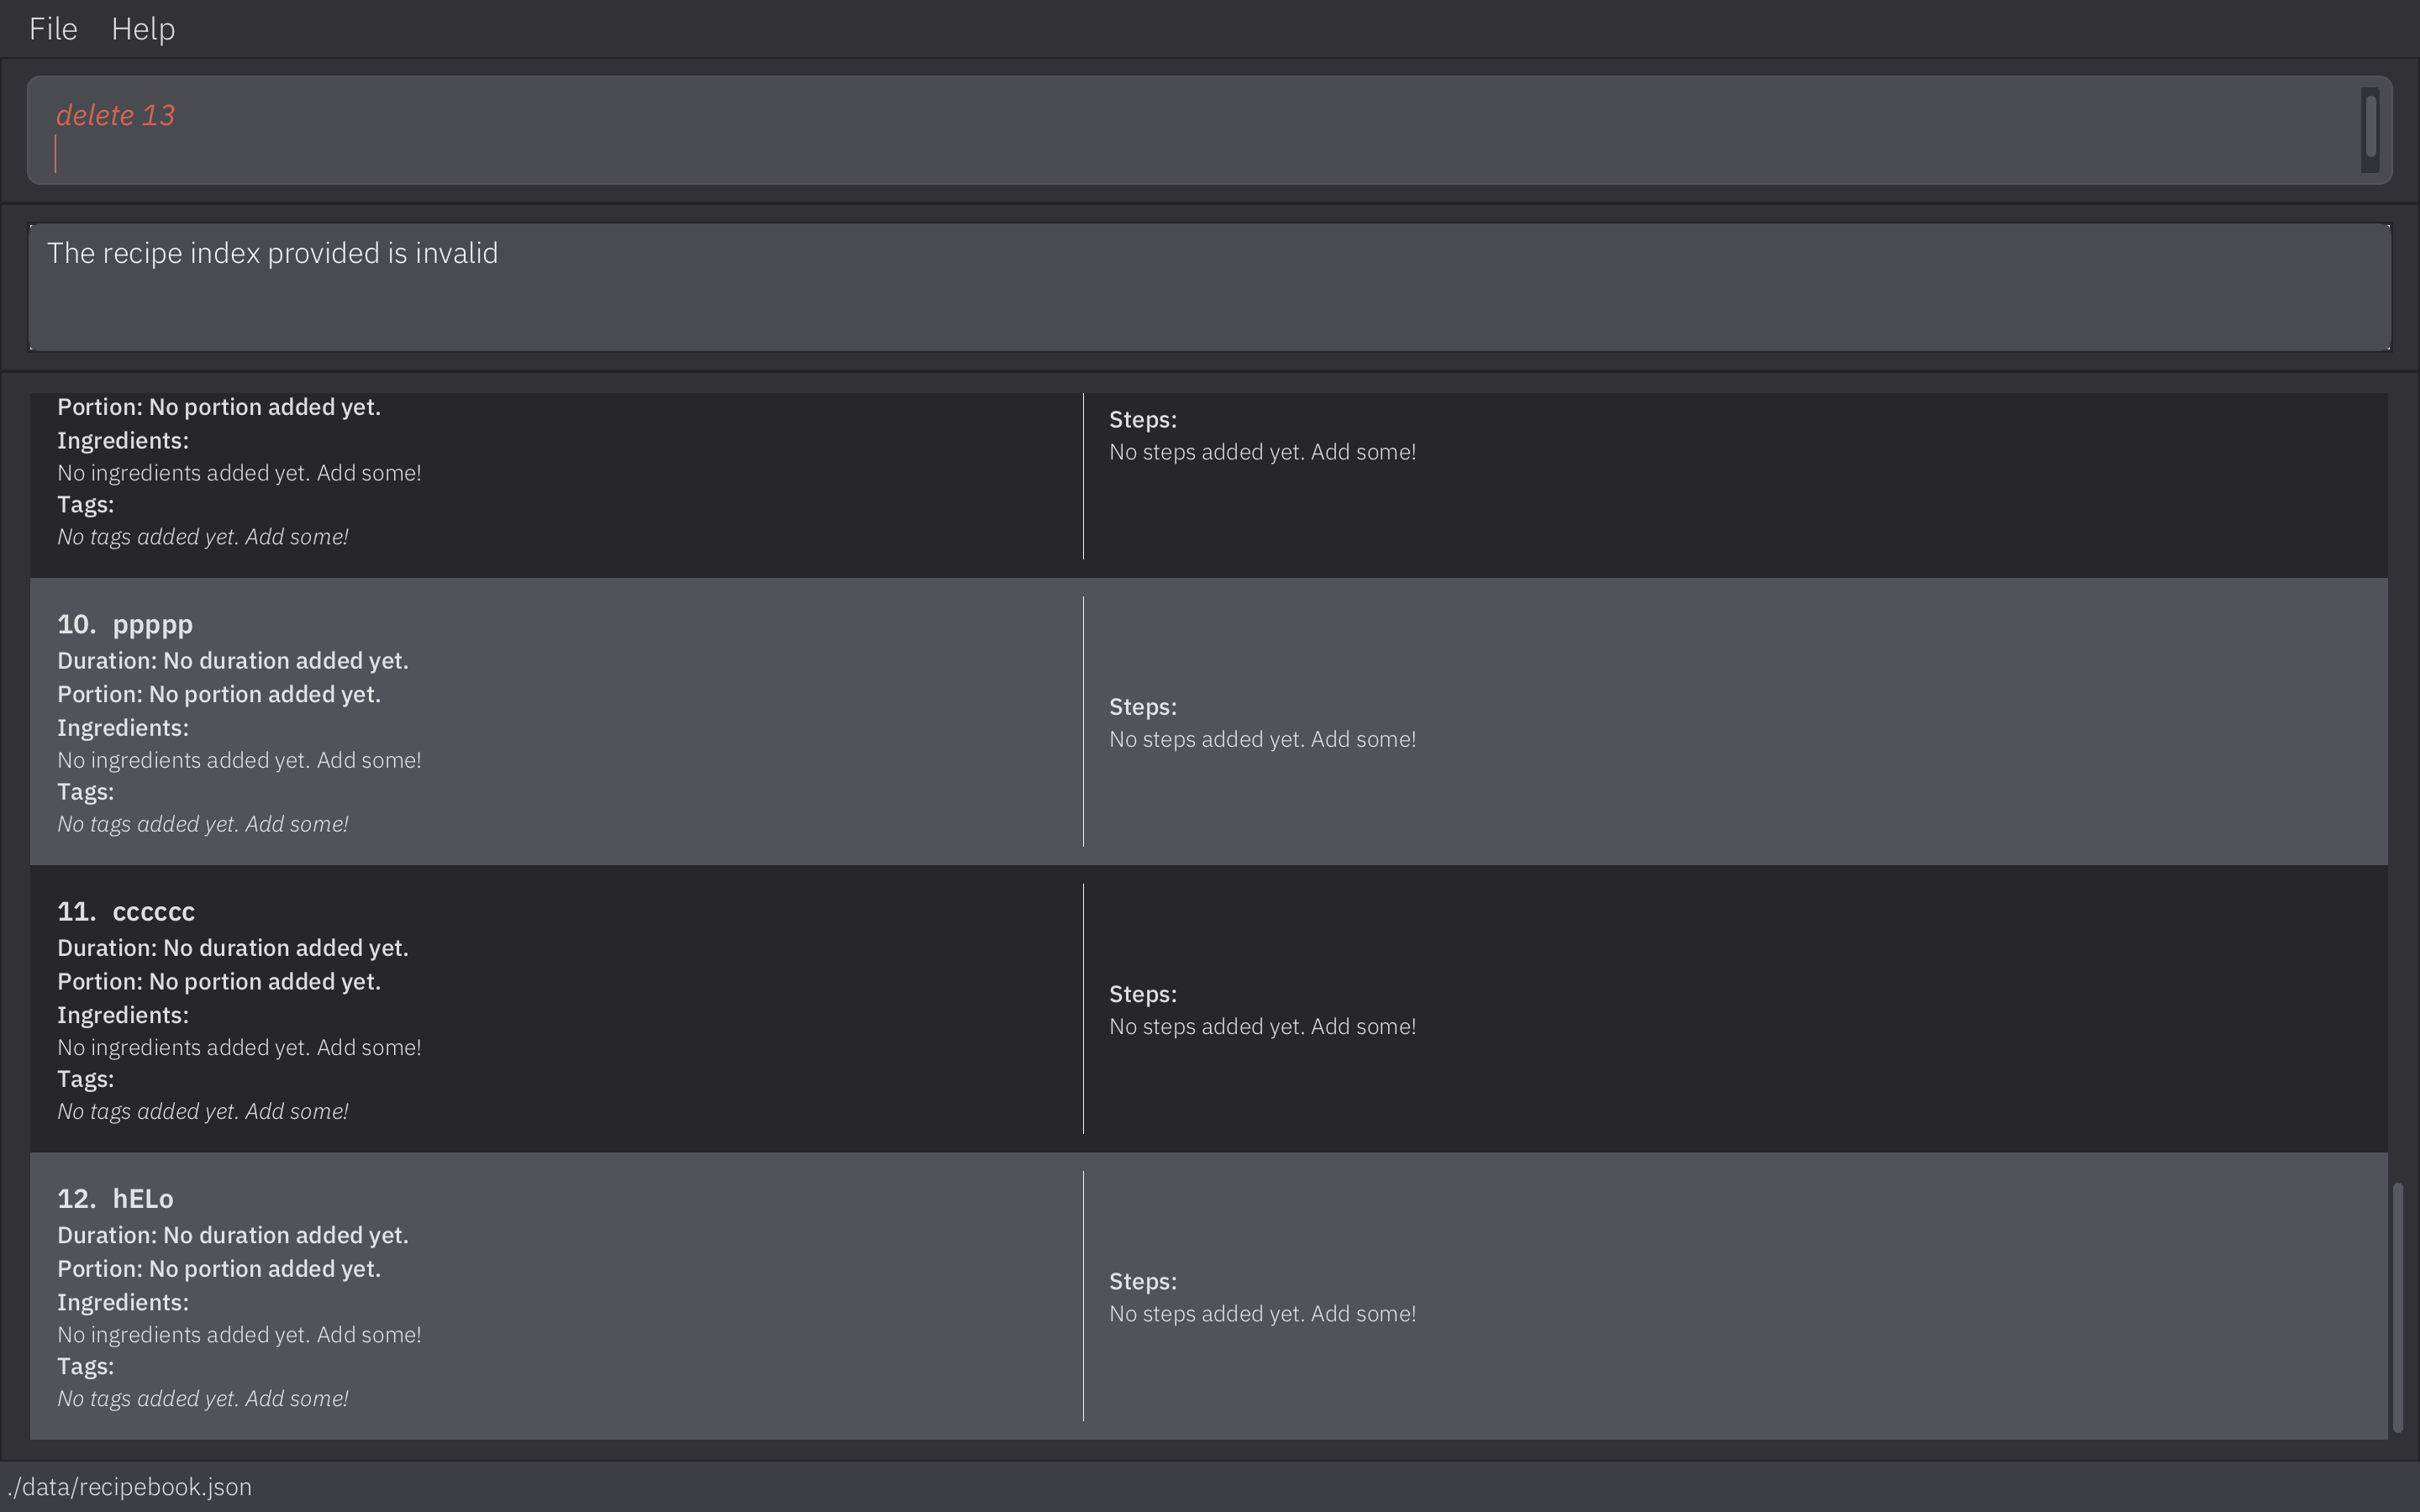 File Help
delete 13
The recipe index provided is invalid
Portion: No portion added yet.
Ingredients:
No ingredients added yet. Add some!
Tags:
No tags added yet. Add some!
Steps:
No steps added yet. Add some!
10. ppppp
Duration: No duration added yet.
Portion: No portion added yet.
Ingredients:
No ingredients added yet. Add some!
Tags:
No tags added yet. Add some!
Steps:
No steps added yet. Add some!
11. cccccc
Duration: No duration added yet.
Portion: No portion added yet.
Ingredients:
No ingredients added yet. Add some!
Tags:
No tags added yet. Add some!
Steps:
No steps added yet. Add some!
12. hELo
Duration: No duration added yet.
Portion: No portion added yet.
Ingredients:
No ingredients added yet. Add some!
Tags:
No tags added yet. Add some!
Steps:
No steps added yet. Add some!
./data/recipebook.json